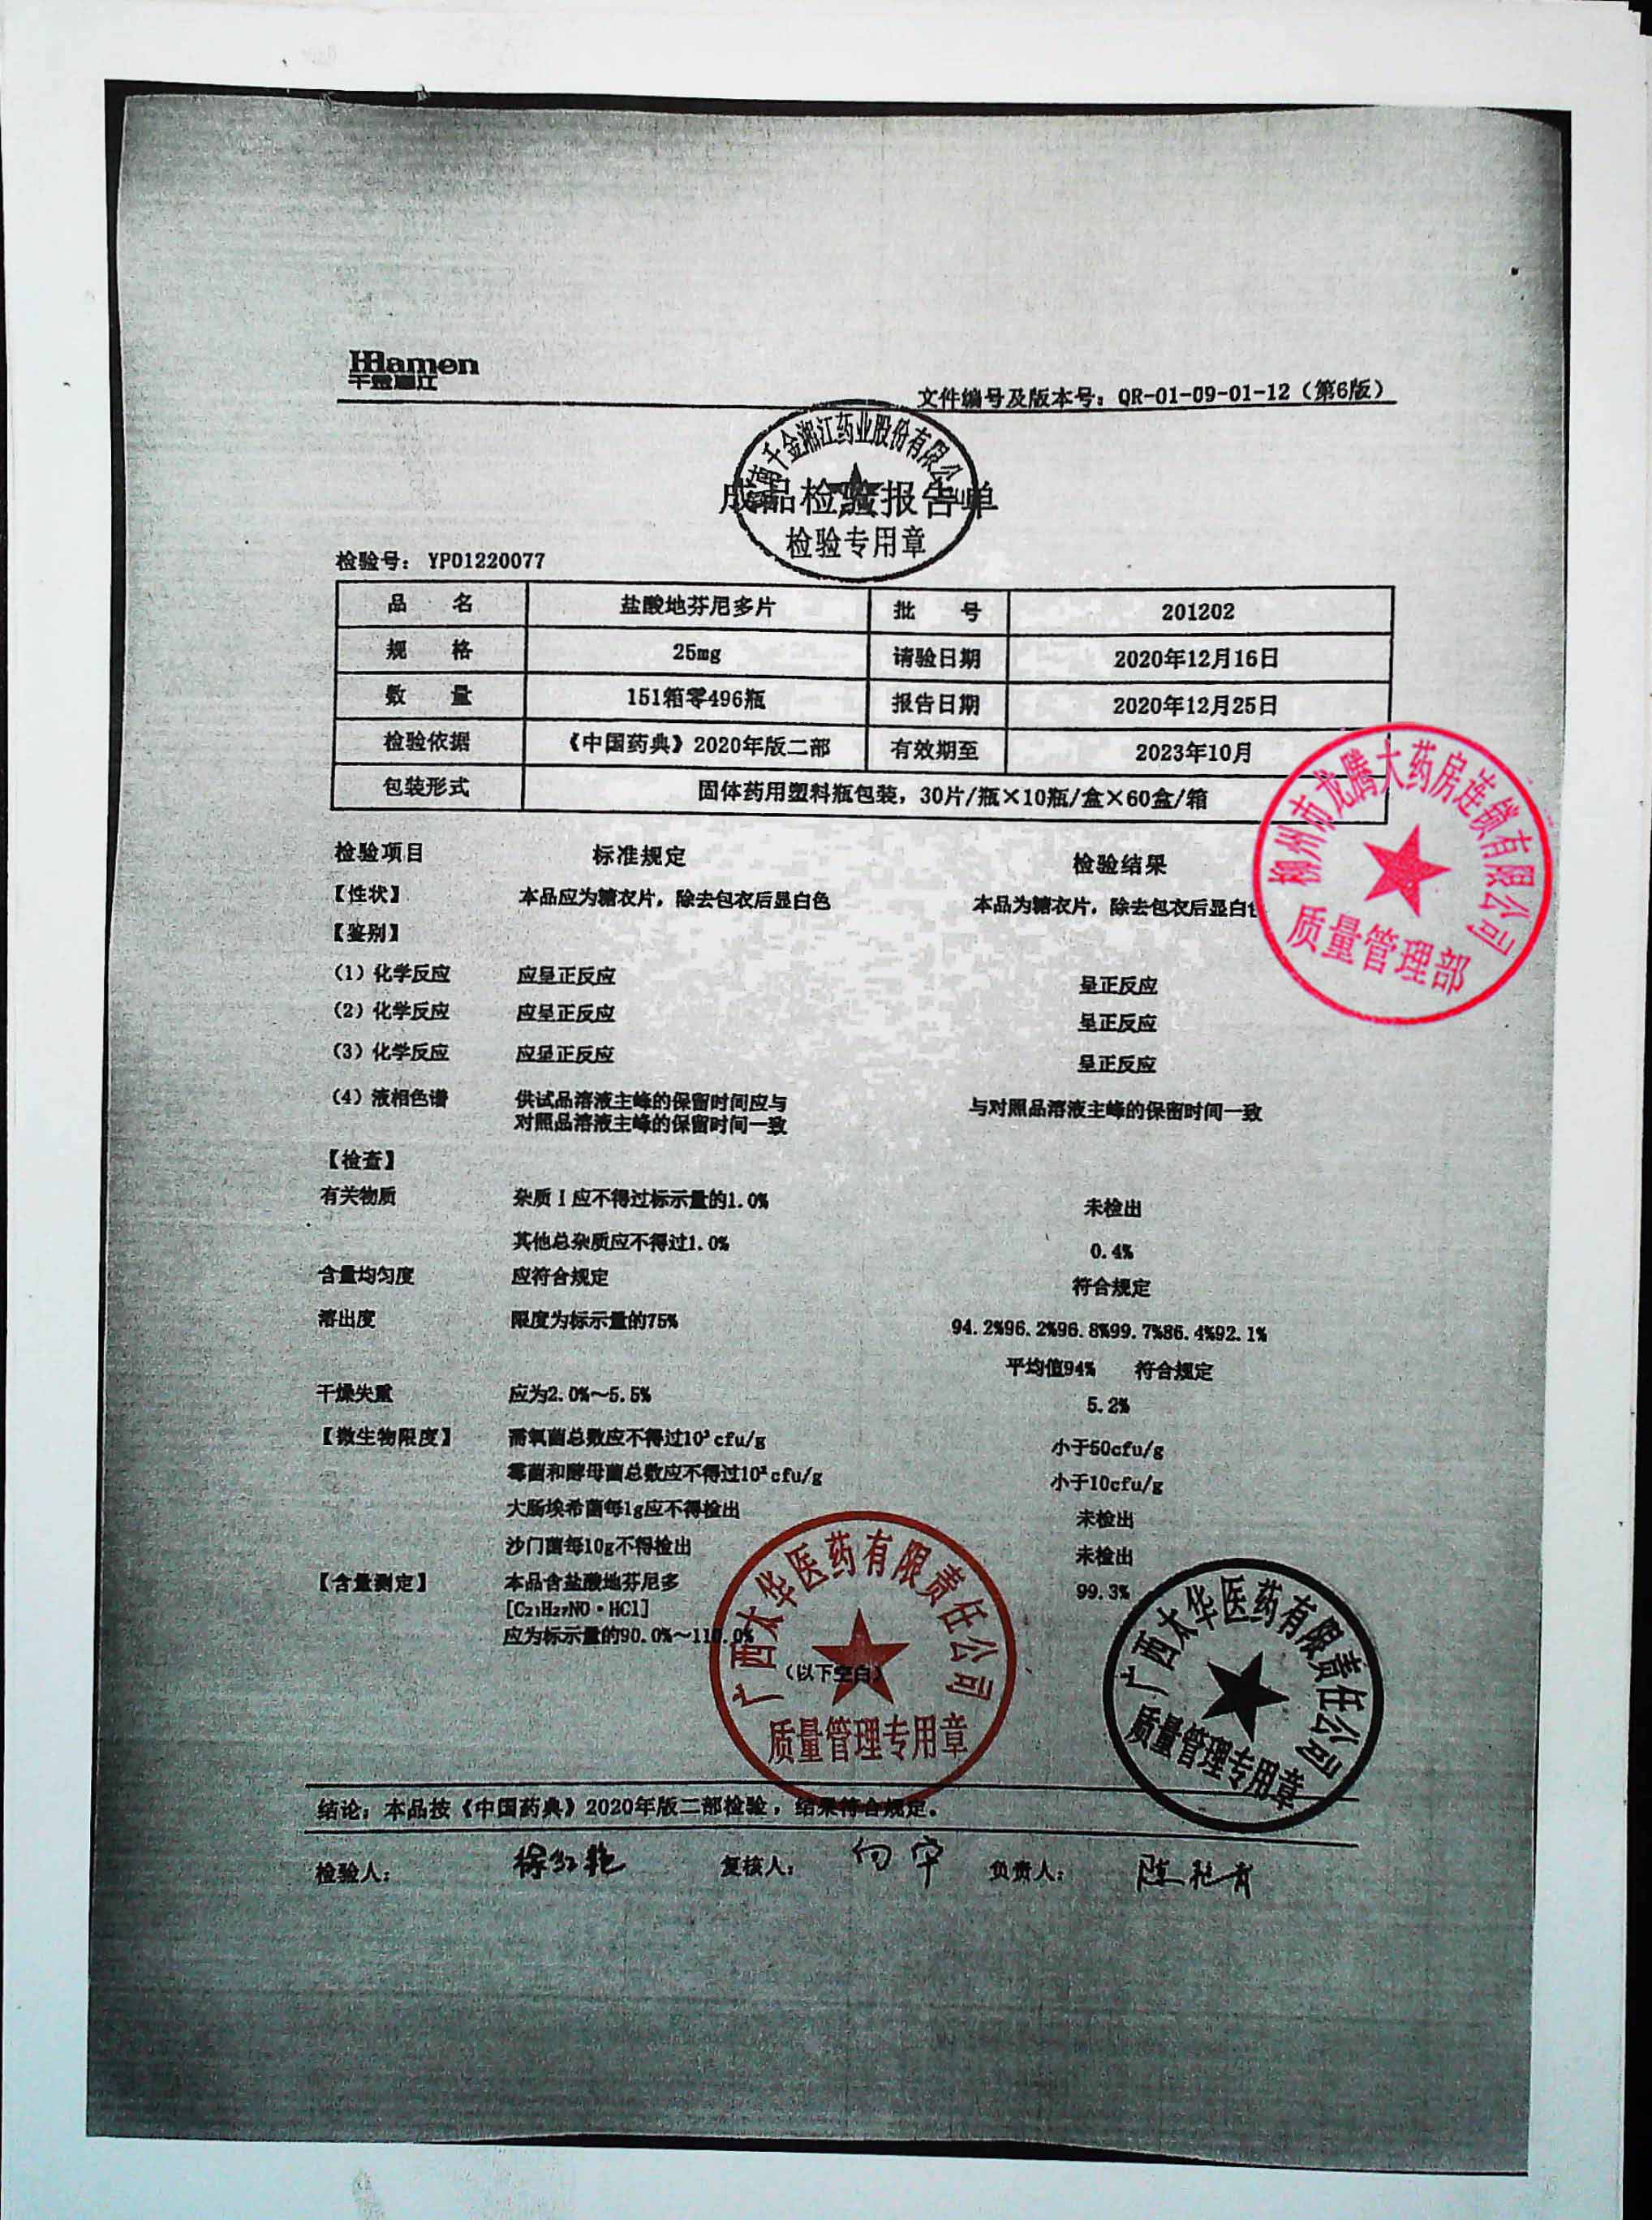 Hamen
千金湘江
文件编号及版本号：QR-01-09-01-12（第6版）
湖南千金湘江药业股份有限公司
成品检验报告单
检验专用章
检验号：YP01220077
品 名 盐酸地芬尼多片 批 号 201202
规 格 25mg 请验日期 2020年12月16日
数 量 151箱零496瓶 报告日期 2020年12月25日
检验依据 《中国药典》2020年版二部 有效期至 2023年10月
包装形式 固体药用塑料瓶包装，30片/瓶×10瓶/盒×60盒/箱
柳州市龙腾大药房连锁有限公司
质量管理部
检验项目 标准规定 检验结果
【性状】 本品应为糖衣片，除去包衣后显白色 本品为糖衣片，除去包衣后显白色
【鉴别】
（1）化学反应 应呈正反应 呈正反应
（2）化学反应 应呈正反应 呈正反应
（3）化学反应 应呈正反应 呈正反应
（4）液相色谱 供试品溶液主峰的保留时间应与 与对照品溶液主峰的保留时间一致
对照品溶液主峰的保留时间一致
【检查】
有关物质 杂质Ⅰ应不得过标示量的1.0% 未检出
其他总杂质应不得过1.0% 0.4%
含量均匀度 应符合规定 符合规定
溶出度 限度为标示量的75% 94.2%96.2%96.8%99.7%86.4%92.1%
平均值94% 符合规定
干燥失重 应为2.0%～5.5% 5.2%
【微生物限度】 需氧菌总数应不得过10³cfu/g 小于50cfu/g
霉菌和酵母菌总数应不得过10²cfu/g 小于10cfu/g
大肠埃希菌每1g应不得检出 未检出
沙门菌每10g不得检出 未检出
【含量测定】 本品含盐酸地芬尼多 99.3%
[C₂₁H₂₇NO·HCl]
应为标示量的90.0%～110.0%
（以下空白）
广西太华医药有限责任公司
质量管理专用章
广西太华医药有限责任公司
质量管理专用章
结论：本品按《中国药典》2020年版二部检验，结果符合规定。
检验人： 徐红艳 复核人： 向宇 负责人：